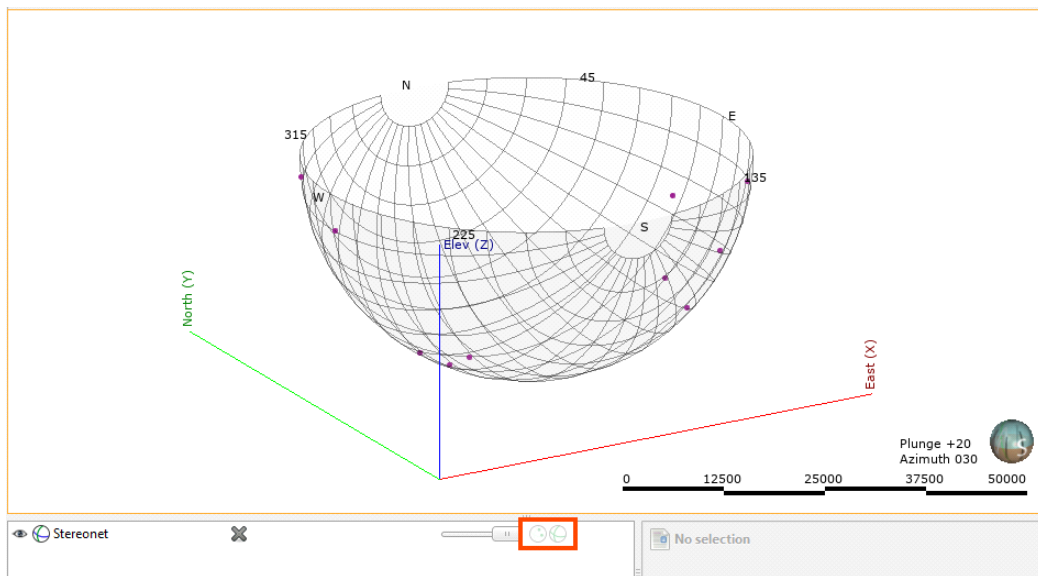 N
45
E
315
135
W
S
225
Elev (Z)
North (Y)
East (X)
Plunge +20
Azimuth 030
0 12500 25000 37500 50000
Stereonet
No selection